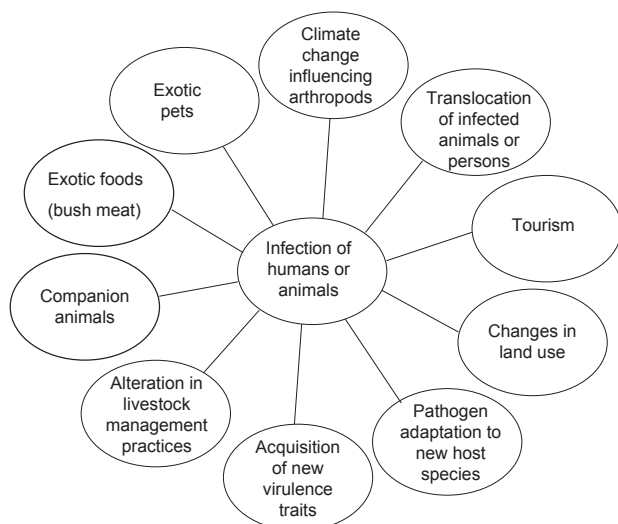 Climate
change
influencing
arthropods
Translocation
of infected
animals or
persons
Tourism
Changes in
land use
Pathogen
adaptation to
new host
species
Acquisition
of new
virulence
traits
Alteration in
livestock
management
practices
Companion
animals
Exotic foods
(bush meat)
Exotic
pets
Infection of
humans or
animals